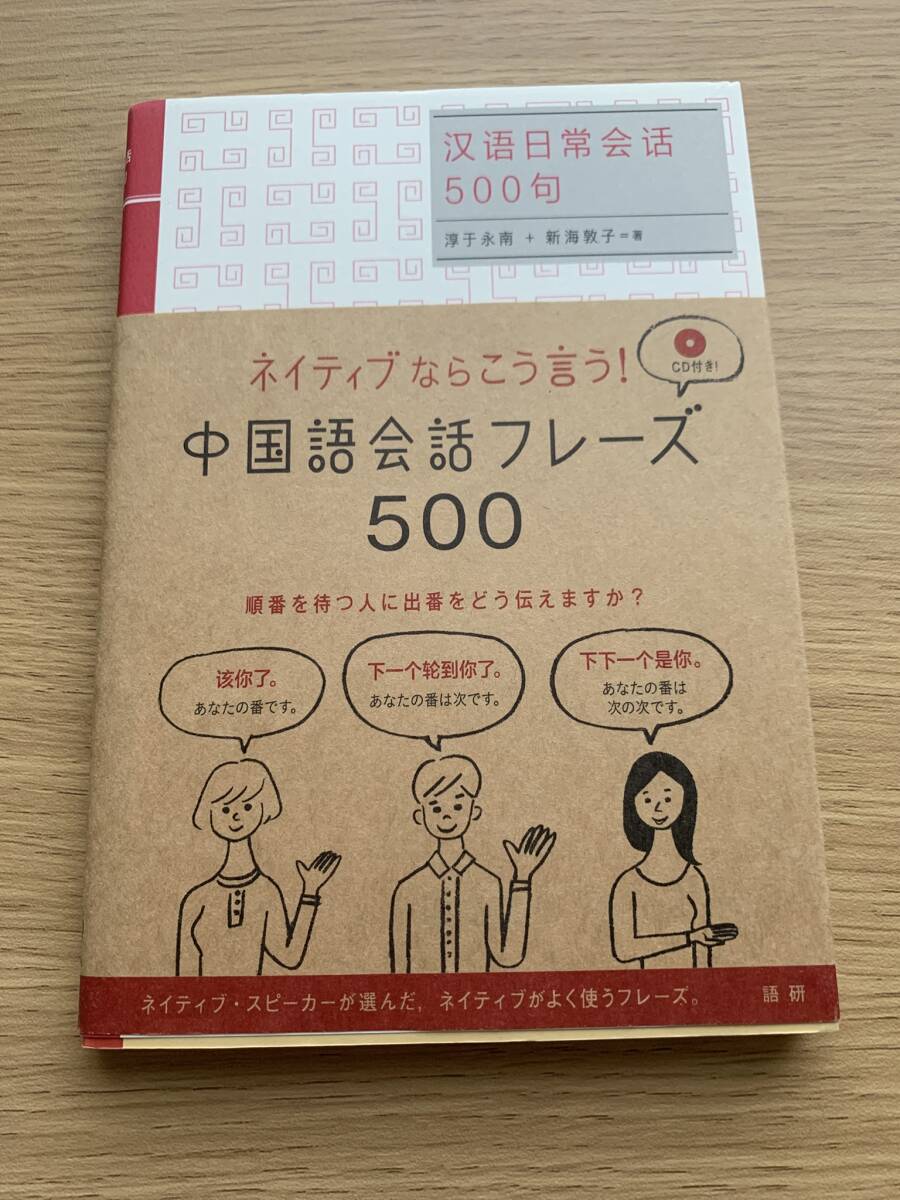 汉语日常会话
500句
淳于永南 + 新海敦子=著
ネイティブならこう言う!
CD付き!
中国語会話フレーズ
500
順番を待つ人に出番をどう伝えますか?
该你了。
あなたの番です。
下一个轮到你了。
あなたの番は次です。
下下一个是你。
あなたの番は
次の次です。
ネイティブ・スピーカーが選んだ,ネイティブがよく使うフレーズ。
語研